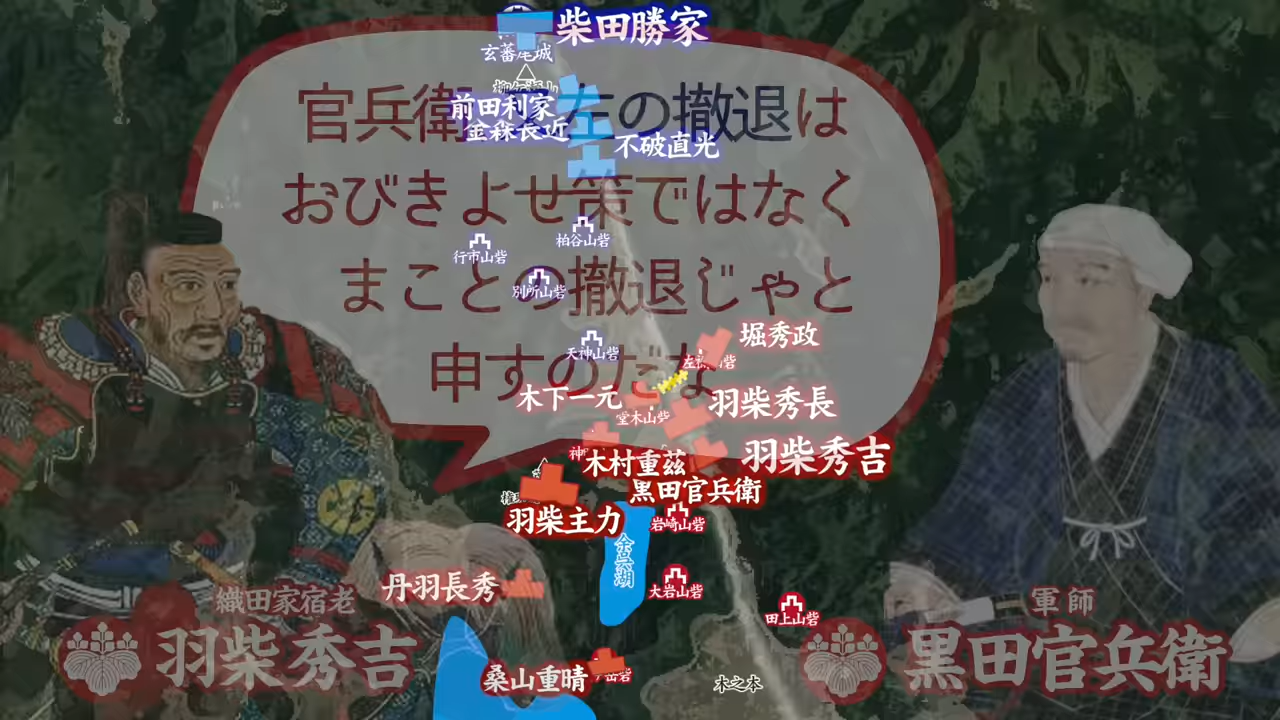 柴田勝家
玄蕃尾城
前田利家
金森長近
不破直光
官兵衛 左の撤退は
おびきよせ策ではなく
まことの撤退じゃと
申すのだな
柏谷山砦
行市山砦
別所山砦
天神山砦
堀秀政
木下一元
堂木山砦
羽柴秀長
羽柴秀吉
木村重茲
黒田官兵衛
羽柴主力
岩崎山砦
余呉湖
丹羽長秀
大岩山砦
田上山砦
桑山重晴
木之本
織田家宿老
羽柴秀吉
軍師
黒田官兵衛